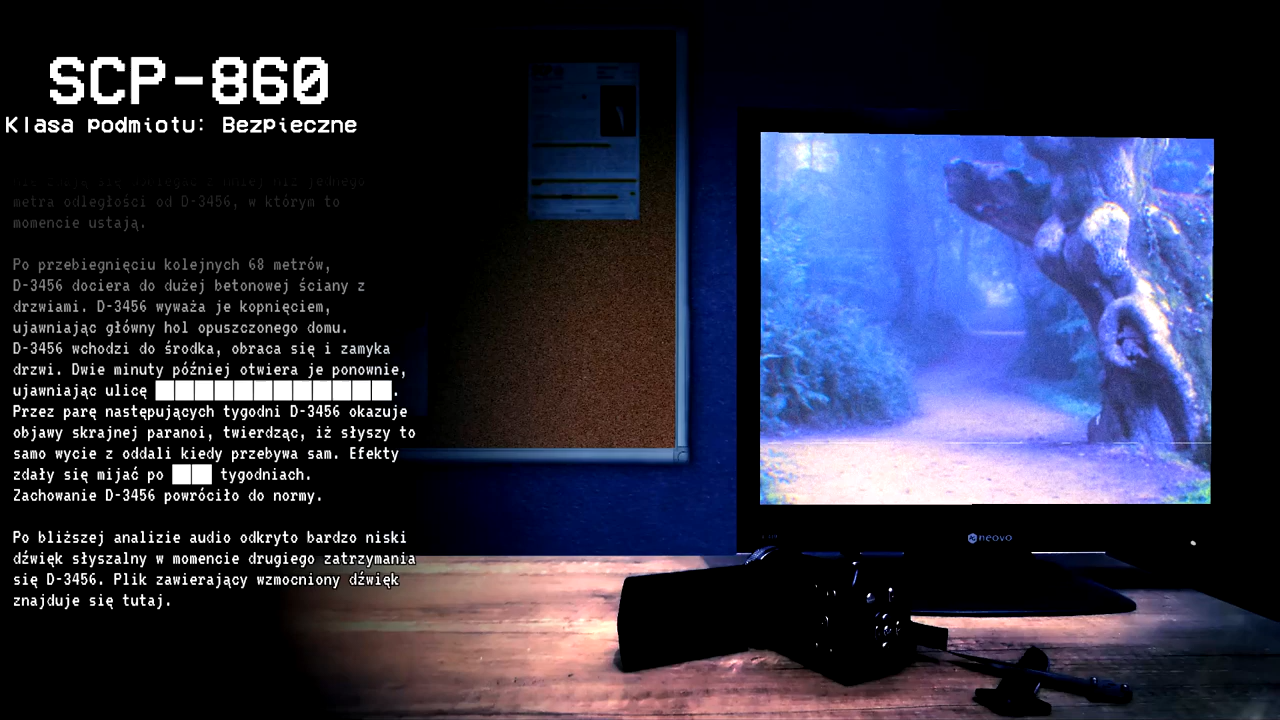 SCP-860
Klasa podmiotu: Bezpieczne
metra odległości od D-3456, w którym to
momencie ustają.
Po przebiegnięciu kolejnych 68 metrów,
D-3456 dociera do dużej betonowej ściany z
drzwiami. D-3456 wyważa je kopnięciem,
ujawniając główny hol opuszczonego domu.
D-3456 wchodzi do środka, obraca się i zamyka
drzwi. Dwie minuty później otwiera je ponownie,
ujawniając ulicę ████████████.
Przez parę następujących tygodni D-3456 okazuje
objawy skrajnej paranoi, twierdząc, iż słyszy to
samo wycie z oddali kiedy przebywa sam. Efekty
zdały się mijać po ██ tygodniach.
Zachowanie D-3456 powróciło do normy.
Po bliższej analizie audio odkryto bardzo niski
dźwięk słyszalny w momencie drugiego zatrzymania
się D-3456. Plik zawierający wzmocniony dźwięk
znajduje się tutaj.
neovo